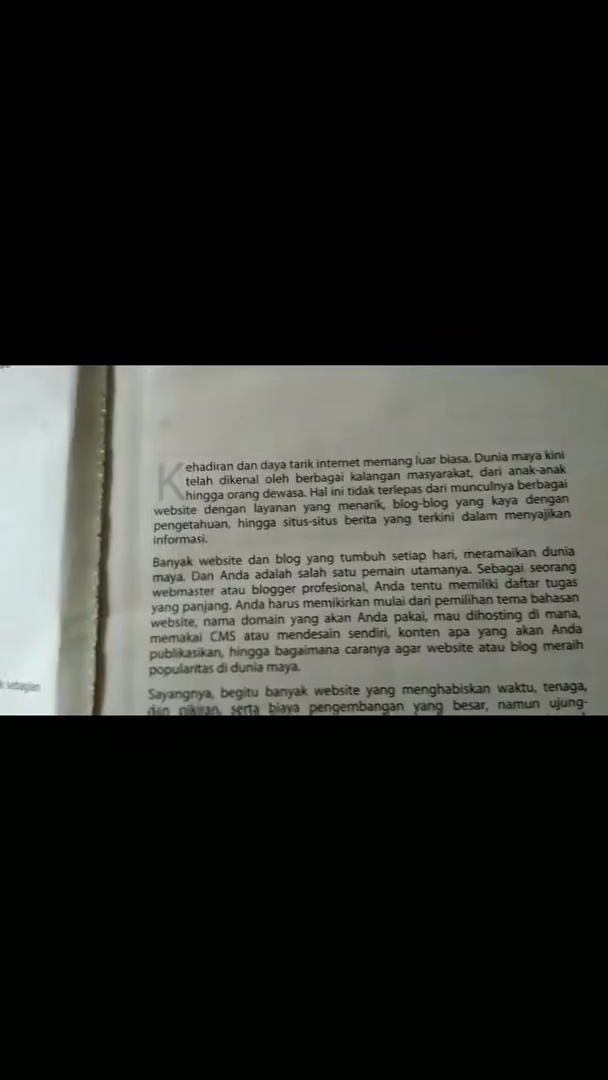 Kehadiran dan daya tarik internet memang luar biasa. Dunia maya kini
telah dikenal oleh berbagai kalangan masyarakat, dari anak-anak
hingga orang dewasa. Hal ini tidak terlepas dari munculnya berbagai
website dengan layanan yang menarik, blog-blog yang kaya dengan
pengetahuan, hingga situs-situs berita yang terkini dalam menyajikan
informasi.
Banyak website dan blog yang tumbuh setiap hari, meramaikan dunia
maya. Dan Anda adalah salah satu pemain utamanya. Sebagai seorang
webmaster atau blogger profesional, Anda tentu memiliki daftar tugas
yang panjang. Anda harus memikirkan mulai dari pemilihan tema bahasan
website, nama domain yang akan Anda pakai, mau dihosting di mana,
memakai CMS atau mendesain sendiri, konten apa yang akan Anda
publikasikan, hingga bagaimana caranya agar website atau blog meraih
popularitas di dunia maya.
Sayangnya, begitu banyak website yang menghabiskan waktu, tenaga,
dan pikiran, serta biaya pengembangan yang besar, namun ujung-
sebagian